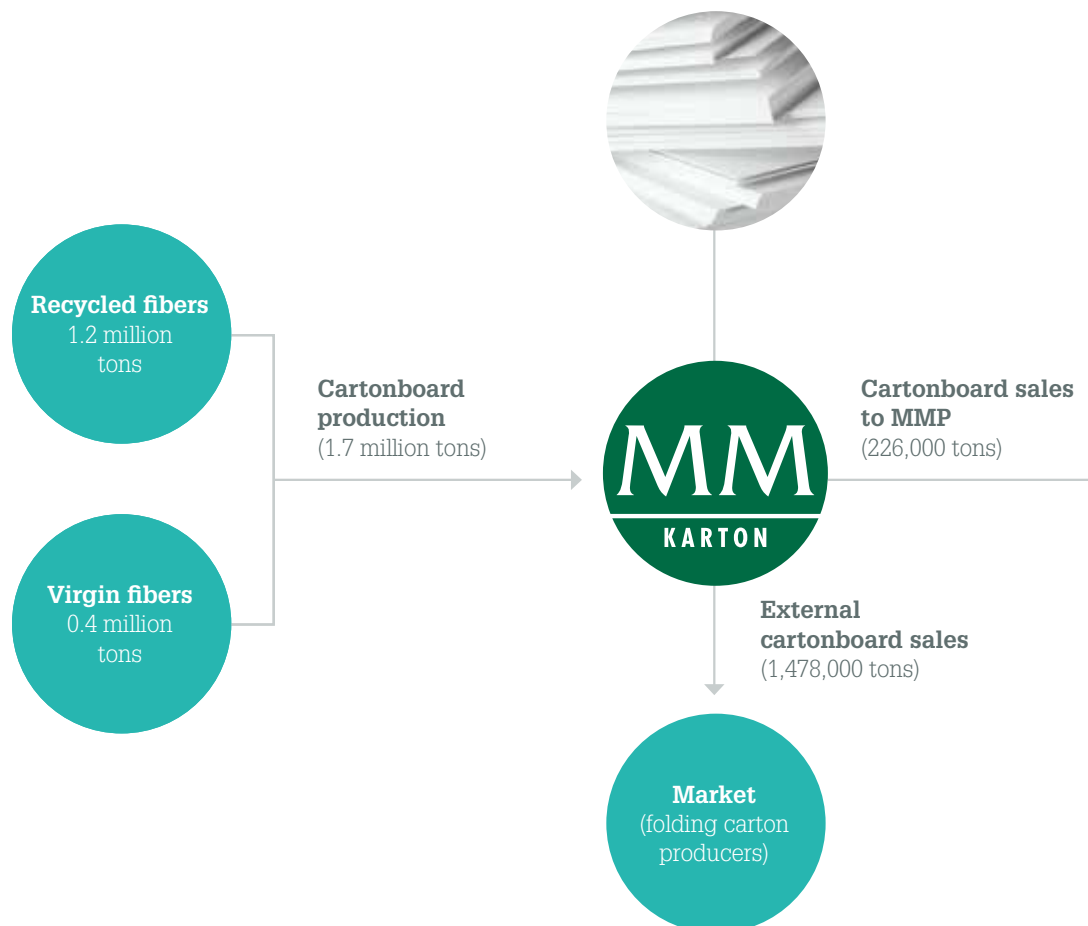 Recycled fibers
1.2 million
tons
Cartonboard
production
(1.7 million tons)
MM
KARTON
Cartonboard sales
to MMP
(226,000 tons)
Virgin fibers
0.4 million
tons
External
cartonboard sales
(1,478,000 tons)
Market
(folding carton
producers)